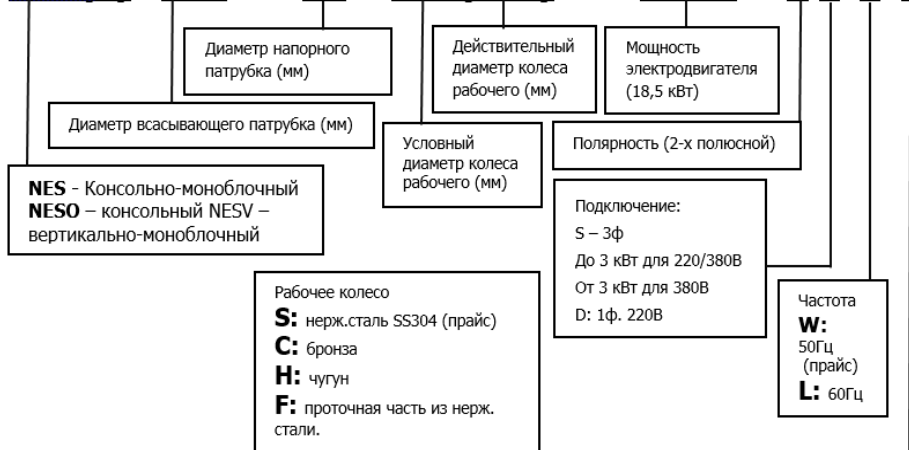 Диаметр напорного
патрубка (мм)
Действительный
диаметр колеса
рабочего (мм)
Мощность
электродвигателя
(18,5 кВт)
Диаметр всасывающего патрубка (мм)
Условный
диаметр колеса
рабочего (мм)
Полярность (2-х полюсной)
NES - Консольно-моноблочный
NESO – консольный NESV –
вертикально-моноблочный
Подключение:
S – 3ф
До 3 кВт для 220/380В
От 3 кВт для 380В
D: 1ф. 220В
Рабочее колесо
S: нерж.сталь SS304 (прайс)
C: бронза
H: чугун
F: проточная часть из нерж.
стали.
Частота
W:
50Гц
(прайс)
L: 60Гц